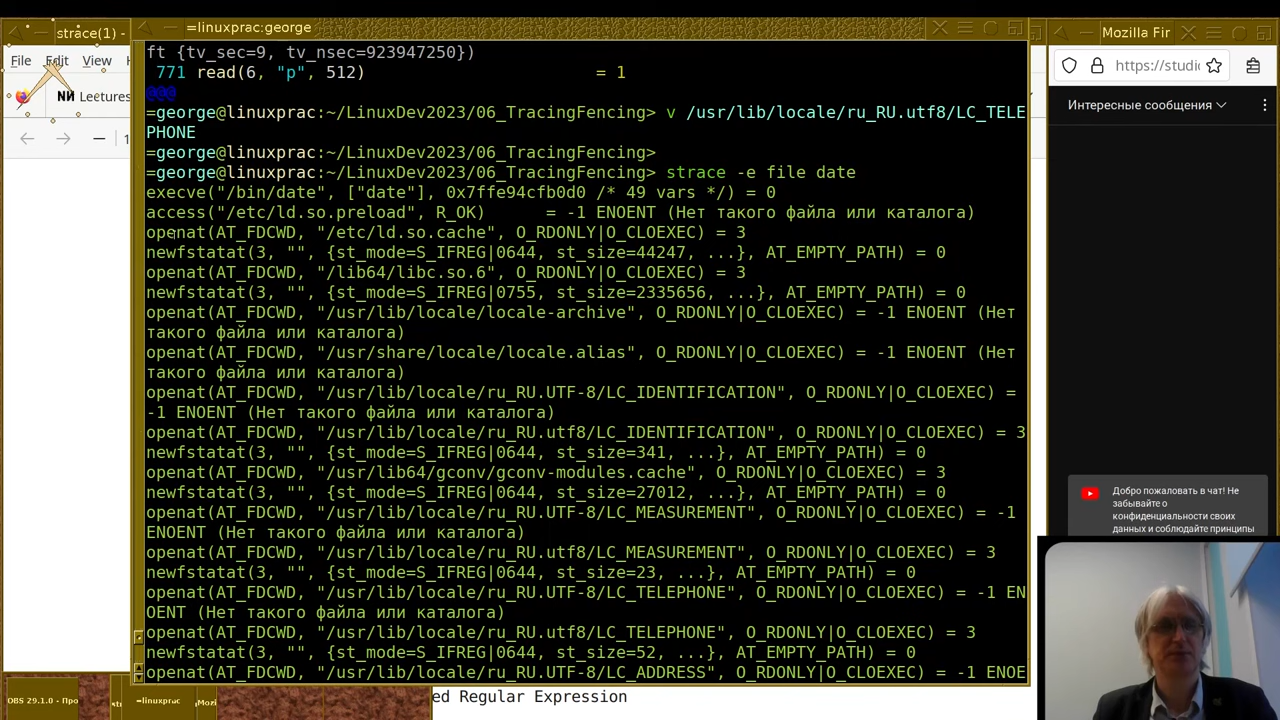 strace(1) -
=linuxprac:george
Mozilla Fir
File Edit View
Lectures
https://studio
Интересные сообщения
ft {tv_sec=9, tv_nsec=923947250})
771 read(6, "p", 512) = 1
@@@
=george@linuxprac:~/LinuxDev2023/06_TracingFencing> v /usr/lib/locale/ru_RU.utf8/LC_TELE
PHONE
=george@linuxprac:~/LinuxDev2023/06_TracingFencing>
=george@linuxprac:~/LinuxDev2023/06_TracingFencing> strace -e file date
execve("/bin/date", ["date"], 0x7ffe94cfb0d0 /* 49 vars */) = 0
access("/etc/ld.so.preload", R_OK) = -1 ENOENT (Нет такого файла или каталога)
openat(AT_FDCWD, "/etc/ld.so.cache", O_RDONLY|O_CLOEXEC) = 3
newfstatat(3, "", {st_mode=S_IFREG|0644, st_size=44247, ...}, AT_EMPTY_PATH) = 0
openat(AT_FDCWD, "/lib64/libc.so.6", O_RDONLY|O_CLOEXEC) = 3
newfstatat(3, "", {st_mode=S_IFREG|0755, st_size=2335656, ...}, AT_EMPTY_PATH) = 0
openat(AT_FDCWD, "/usr/lib/locale/locale-archive", O_RDONLY|O_CLOEXEC) = -1 ENOENT (Нет
такого файла или каталога)
openat(AT_FDCWD, "/usr/share/locale/locale.alias", O_RDONLY|O_CLOEXEC) = -1 ENOENT (Нет
такого файла или каталога)
openat(AT_FDCWD, "/usr/lib/locale/ru_RU.UTF-8/LC_IDENTIFICATION", O_RDONLY|O_CLOEXEC) =
-1 ENOENT (Нет такого файла или каталога)
openat(AT_FDCWD, "/usr/lib/locale/ru_RU.utf8/LC_IDENTIFICATION", O_RDONLY|O_CLOEXEC) = 3
newfstatat(3, "", {st_mode=S_IFREG|0644, st_size=341, ...}, AT_EMPTY_PATH) = 0
openat(AT_FDCWD, "/usr/lib64/gconv/gconv-modules.cache", O_RDONLY|O_CLOEXEC) = 3
newfstatat(3, "", {st_mode=S_IFREG|0644, st_size=27012, ...}, AT_EMPTY_PATH) = 0
openat(AT_FDCWD, "/usr/lib/locale/ru_RU.UTF-8/LC_MEASUREMENT", O_RDONLY|O_CLOEXEC) = -1
ENOENT (Нет такого файла или каталога)
openat(AT_FDCWD, "/usr/lib/locale/ru_RU.utf8/LC_MEASUREMENT", O_RDONLY|O_CLOEXEC) = 3
newfstatat(3, "", {st_mode=S_IFREG|0644, st_size=23, ...}, AT_EMPTY_PATH) = 0
openat(AT_FDCWD, "/usr/lib/locale/ru_RU.UTF-8/LC_TELEPHONE", O_RDONLY|O_CLOEXEC) = -1 EN
OENT (Нет такого файла или каталога)
openat(AT_FDCWD, "/usr/lib/locale/ru_RU.utf8/LC_TELEPHONE", O_RDONLY|O_CLOEXEC) = 3
newfstatat(3, "", {st_mode=S_IFREG|0644, st_size=52, ...}, AT_EMPTY_PATH) = 0
openat(AT_FDCWD, "/usr/lib/locale/ru_RU.UTF-8/LC_ADDRESS", O_RDONLY|O_CLOEXEC) = -1 ENOE
Добро пожаловать в чат! Не
забывайте о
конфиденциальности своих
данных и соблюдайте принципы
OBS 29.1.0 - Про
=linuxprac
Mozi
ed Regular Expression